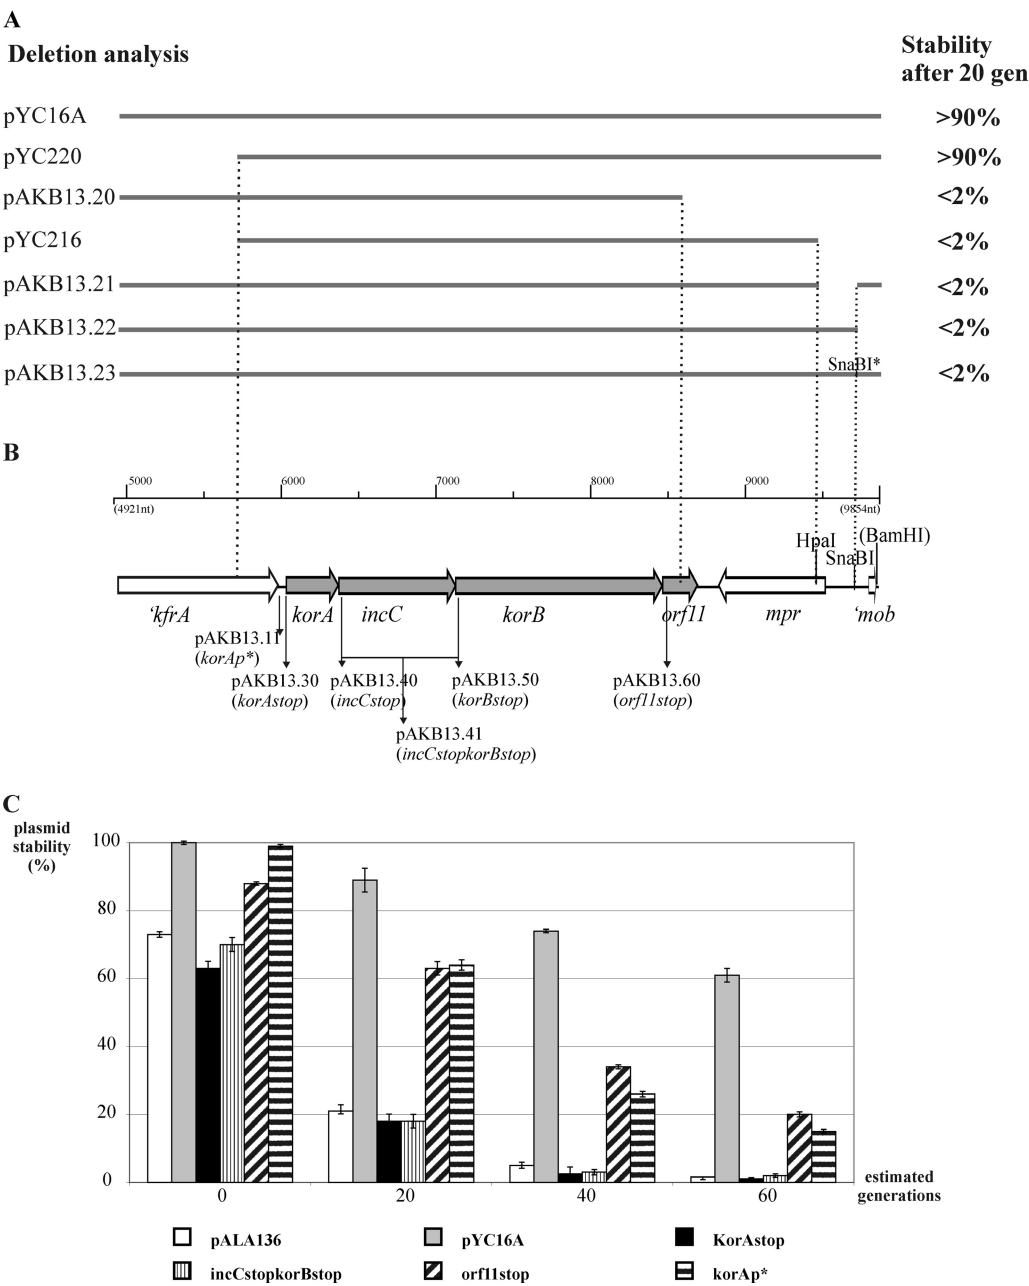 A
Deletion analysis
Stability
after 20 gen
pYC16A >90%
pYC220 >90%
pAKB13.20 <2%
pYC216 <2%
pAKB13.21 <2%
pAKB13.22 <2%
SnaBI*
pAKB13.23 <2%
B
5000 6000 7000 8000 9000
(4921nt) (9854nt)
HpaI (BamHI)
SnaBI
‘kfrA korA incC korB orf11 mpr ‘mob
pAKB13.11
(korAp*)
pAKB13.30 pAKB13.40 pAKB13.50 pAKB13.60
(korAstop) (incCstop) (korBstop) (orf11stop)
pAKB13.41
(incCstopkorBstop)
C
plasmid
stability
(%)
100
80
60
40
20
0
0 20 40 60
estimated
generations
pALA136 pYC16A KorAstop
incCstopkorBstop orf11stop korAp*